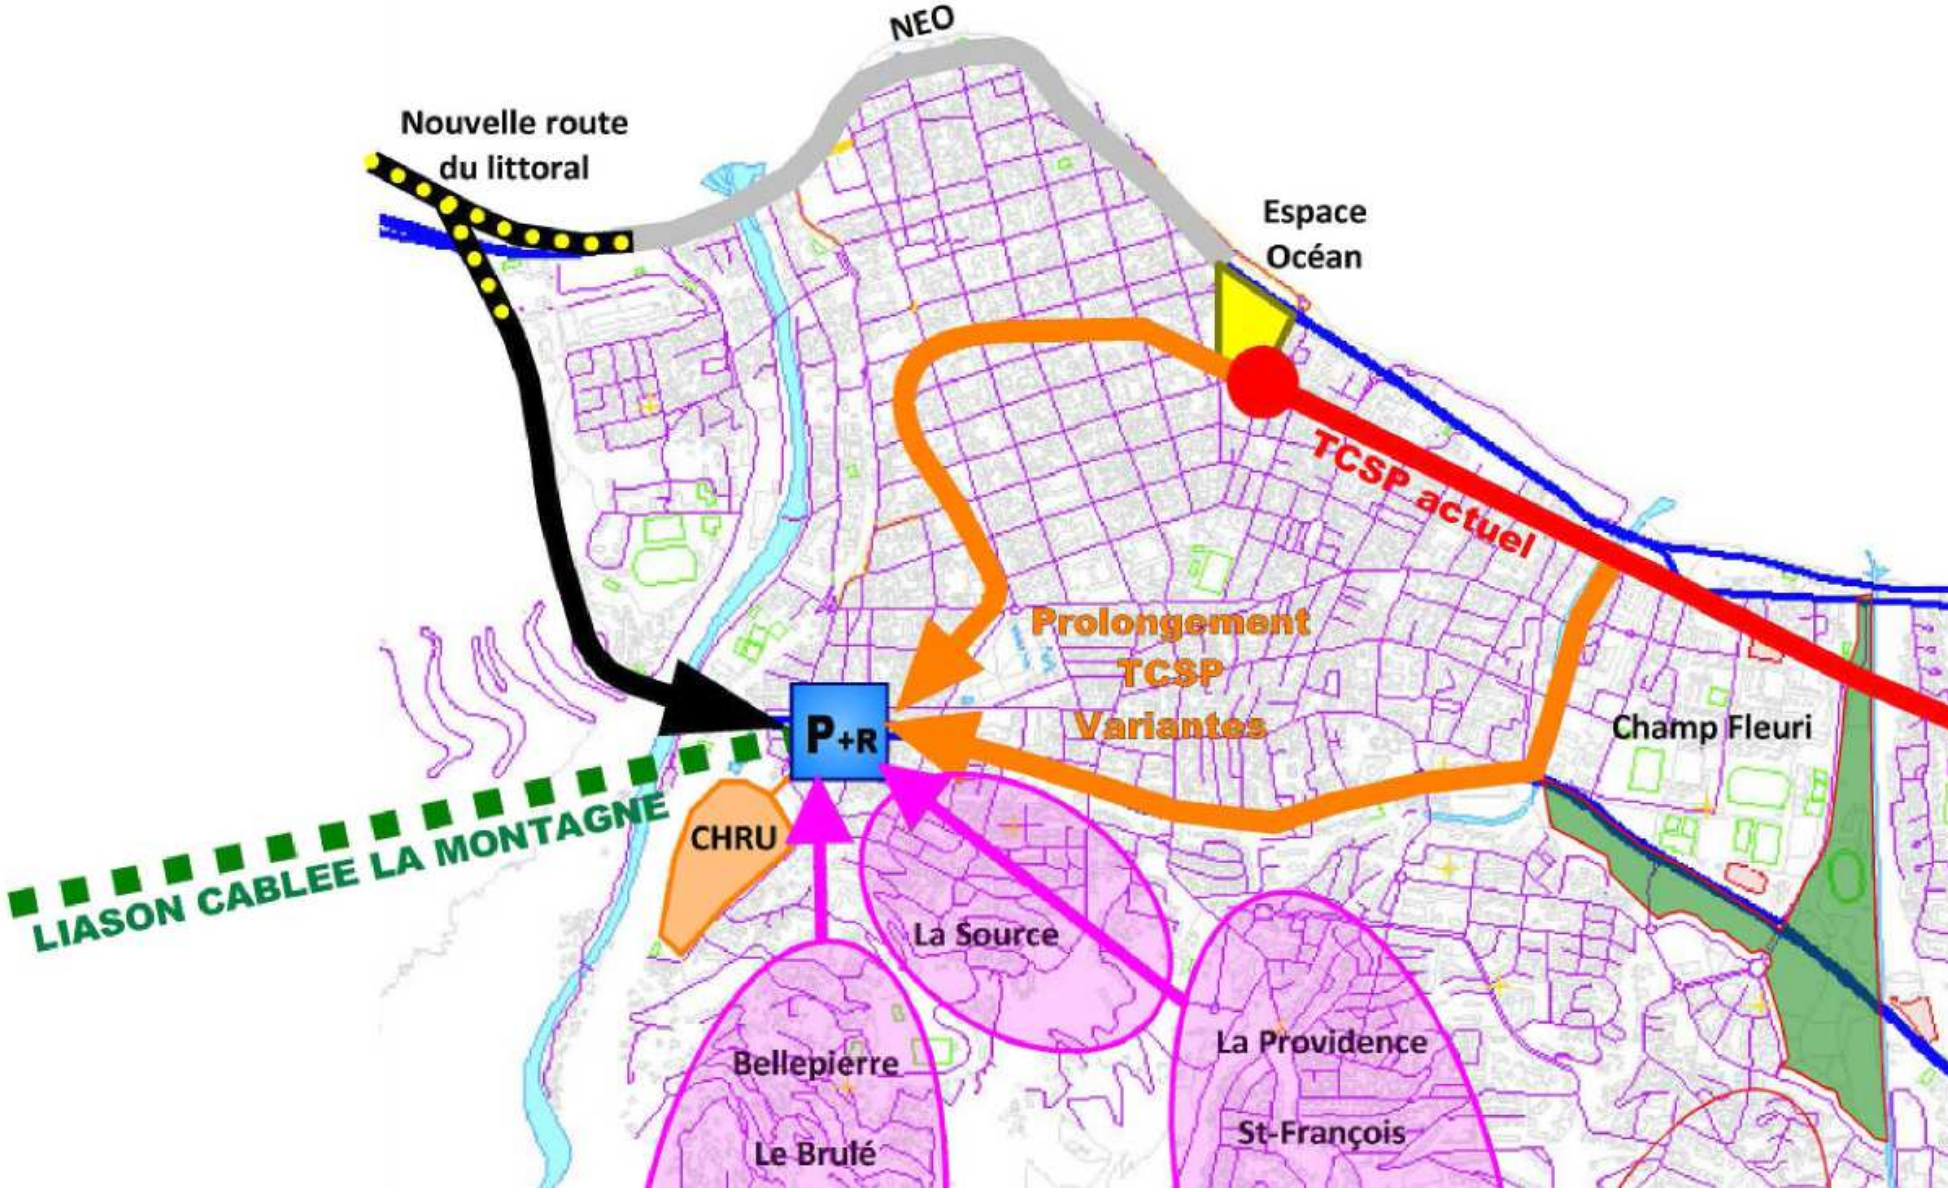 NEO
Nouvelle route
du littoral
Espace
Océan
TCSP actuel
Prolongement
TCSP
Variantes
Champ Fleuri
P+R
LIASON CABLEE LA MONTAGNE
CHRU
La Source
Bellepierre
Le Brulé
La Providence
St-François